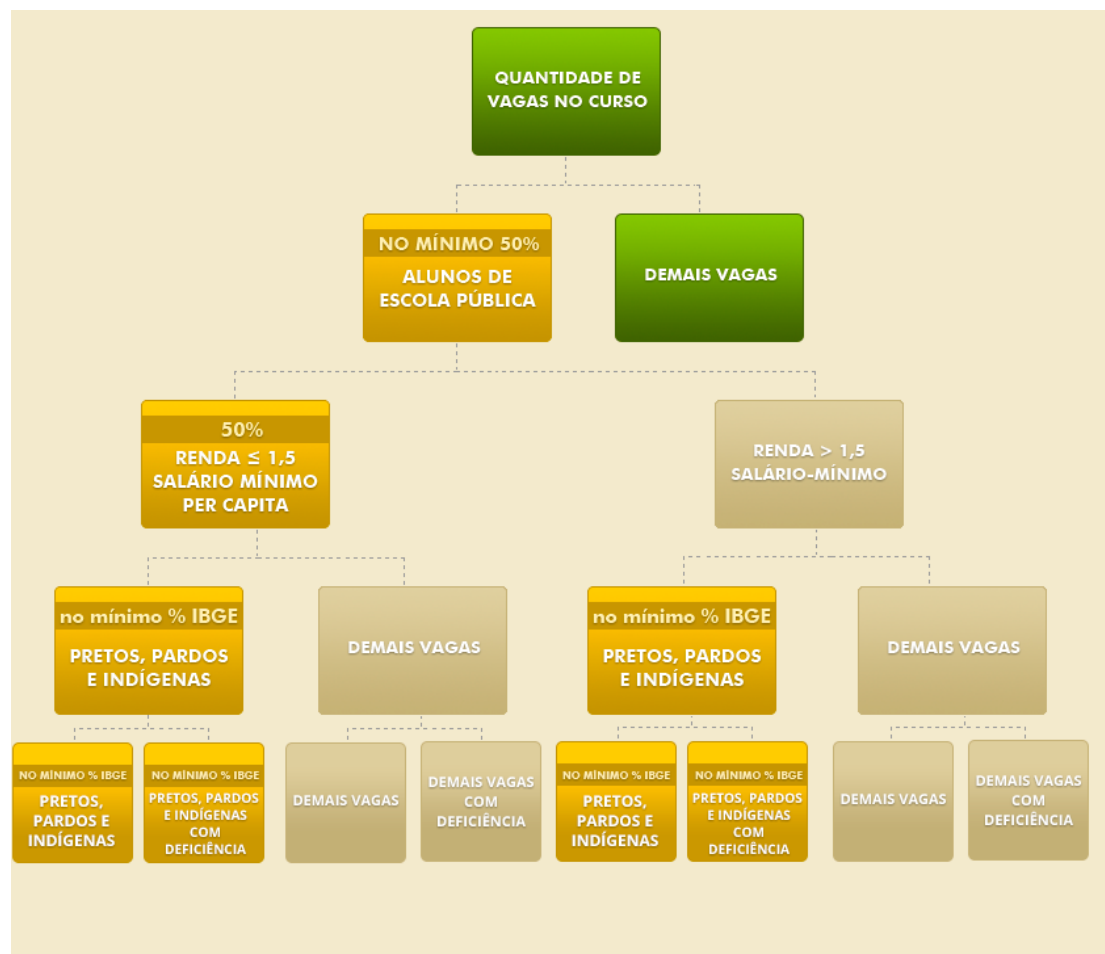 QUANTIDADE DE
VAGAS NO CURSO
NO MÍNIMO 50%
ALUNOS DE
ESCOLA PÚBLICA
DEMAIS VAGAS
50%
RENDA ≤ 1,5
SALÁRIO MÍNIMO
PER CAPITA
RENDA > 1,5
SALÁRIO-MÍNIMO
no mínimo % IBGE
PRETOS, PARDOS
E INDÍGENAS
DEMAIS VAGAS
no mínimo % IBGE
PRETOS, PARDOS
E INDÍGENAS
DEMAIS VAGAS
NO MÍNIMO % IBGE
PRETOS,
PARDOS E
INDÍGENAS
NO MÍNIMO % IBGE
PRETOS, PARDOS
E INDÍGENAS
COM
DEFICIÊNCIA
DEMAIS VAGAS
DEMAIS VAGAS
COM
DEFICIÊNCIA
NO MÍNIMO % IBGE
PRETOS,
PARDOS E
INDÍGENAS
NO MÍNIMO % IBGE
PRETOS, PARDOS
E INDÍGENAS
COM
DEFICIÊNCIA
DEMAIS VAGAS
DEMAIS VAGAS
COM
DEFICIÊNCIA